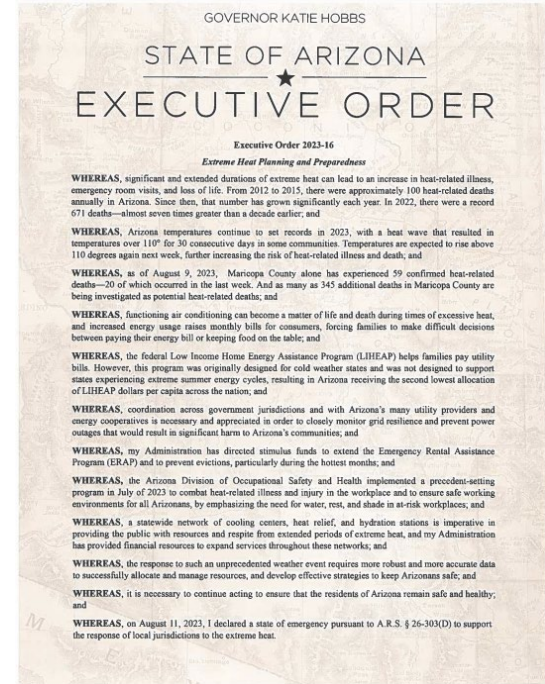 GOVERNOR KATIE HOBBS
STATE OF ARIZONA
EXECUTIVE ORDER
Executive Order 2023-16
Extreme Heat Planning and Preparedness
WHEREAS, significant and extended durations of extreme heat can lead to an increase in heat-related illness,
emergency room visits, and loss of life. From 2012 to 2015, there were approximately 100 heat-related deaths
annually in Arizona. Since then, that number has grown significantly each year. In 2022, there were a record
671 deaths—almost seven times greater than a decade earlier; and
WHEREAS, Arizona temperatures continue to set records in 2023, with a heat wave that resulted in
temperatures over 110° for 30 consecutive days in some communities. Temperatures are expected to rise above
110 degrees again next week, further increasing the risk of heat-related illness and death; and
WHEREAS, as of August 9, 2023, Maricopa County alone has experienced 59 confirmed heat-related
deaths—20 of which occurred in the last week. And as many as 345 additional deaths in Maricopa County are
being investigated as potential heat-related deaths; and
WHEREAS, functioning air conditioning can become a matter of life and death during times of excessive heat,
and increased energy usage raises monthly bills for consumers, forcing families to make difficult decisions
between paying their energy bill or keeping food on the table; and
WHEREAS, the federal Low Income Home Energy Assistance Program (LIHEAP) helps families pay utility
bills. However, this program was originally designed for cold weather states and was not designed to support
states experiencing extreme summer energy cycles, resulting in Arizona receiving the second lowest allocation
of LIHEAP dollars per capita across the nation; and
WHEREAS, coordination across government jurisdictions and with Arizona's many utility providers and
energy cooperatives is necessary and appreciated in order to closely monitor grid resilience and prevent power
outages that would result in significant harm to Arizona's communities; and
WHEREAS, my Administration has directed stimulus funds to extend the Emergency Rental Assistance
Program (ERAP) and to prevent evictions, particularly during the hottest months; and
WHEREAS, the Arizona Division of Occupational Safety and Health implemented a precedent-setting
program in July of 2023 to combat heat-related illness and injury in the workplace and to ensure safe working
environments for all Arizonans, by emphasizing the need for water, rest, and shade in at-risk workplaces; and
WHEREAS, a statewide network of cooling centers, heat relief, and hydration stations is imperative in
providing the public with resources and respite from extended periods of extreme heat, and my Administration
has provided financial resources to expand services throughout these networks; and
WHEREAS, the response to such an unprecedented weather event requires more robust and more accurate data
to successfully allocate and manage resources, and develop effective strategies to keep Arizonans safe; and
WHEREAS, it is necessary to continue acting to ensure that the residents of Arizona remain safe and healthy;
and
WHEREAS, on August 11, 2023, I declared a state of emergency pursuant to A.R.S. § 26-303(D) to support
the response of local jurisdictions to the extreme heat.